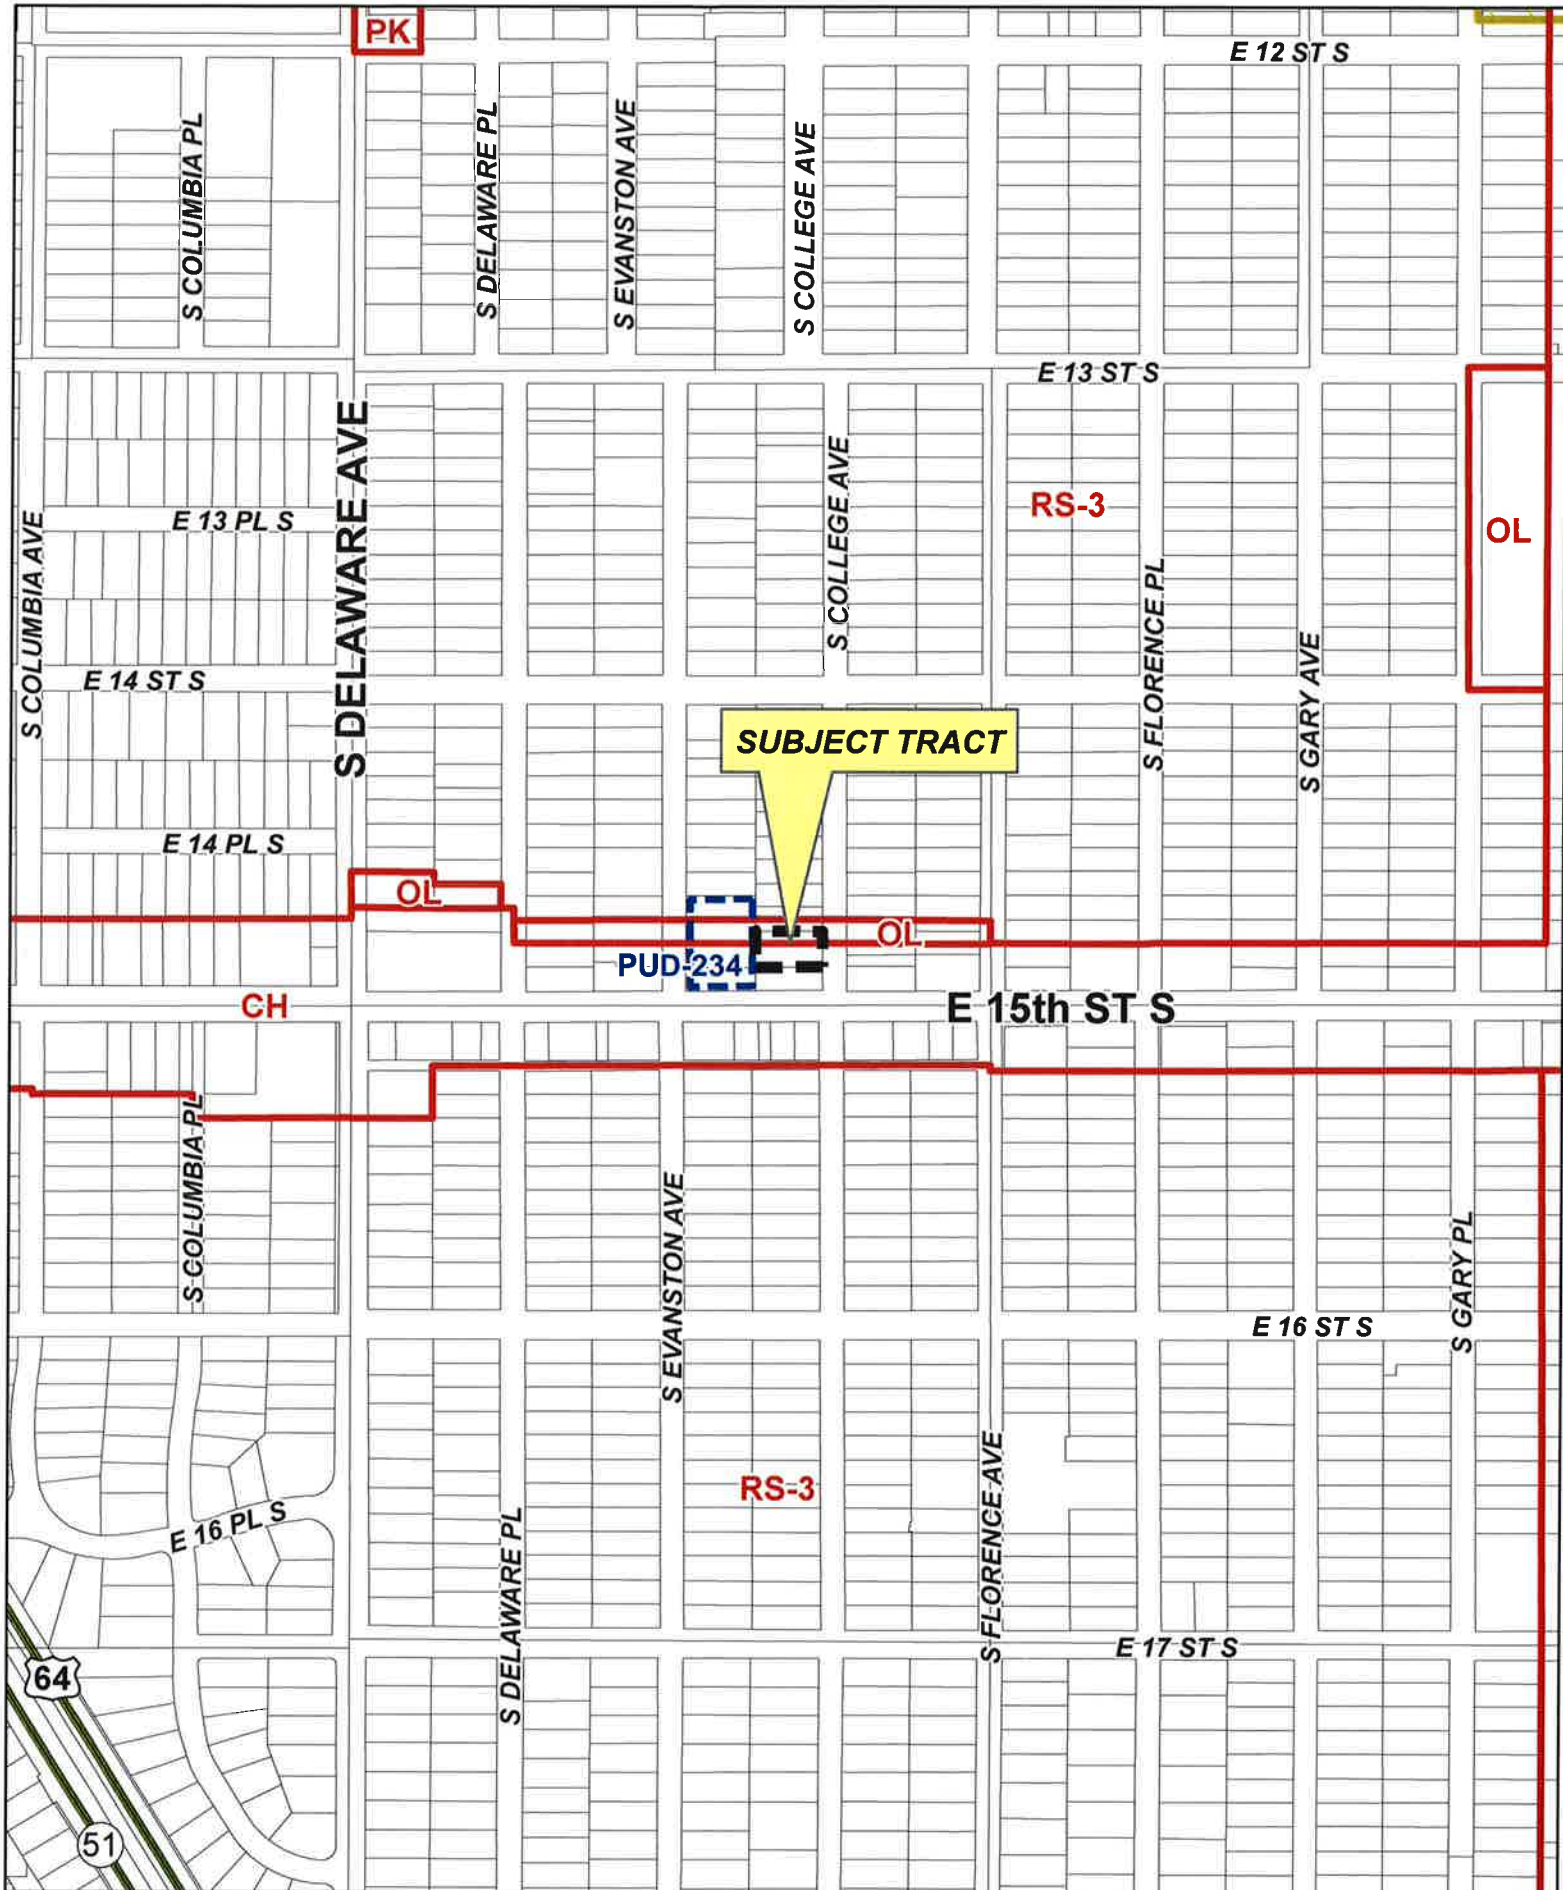 PK
E 12 ST S
S COLUMBIA PL
S DELAWARE PL
S EVANSTON AVE
S COLLEGE AVE
E 13 ST S
S COLUMBIA AVE
E 13 PL S
S DELAWARE AVE
S COLLEGE AVE
RS-3
OL
S FLORENCE PL
S GARY AVE
E 14 ST S
SUBJECT TRACT
E 14 PL S
OL
OL
PUD-234
CH
E 15th ST S
S COLUMBIA PL
S EVANSTON AVE
S GARY PL
E 16 ST S
RS-3
S FLORENCE AVE
E 16 PL S
S DELAWARE PL
E 17 ST S
64
51